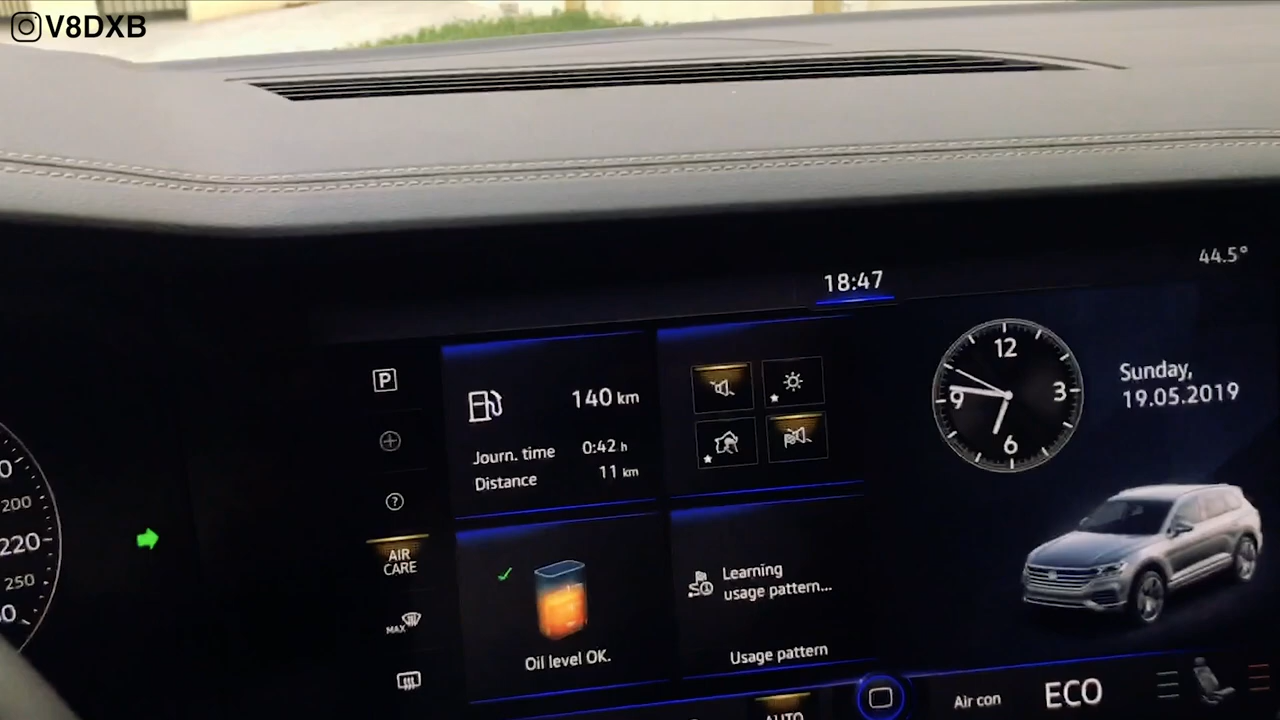 V8DXB
44.5°
18:47
P
140 km
Journ. time 0:42 h
Distance 11 km
12
3
6
9
Sunday,
19.05.2019
200
220
250
?
AIR
CARE
MAX
Oil level OK.
Learning
usage pattern...
Usage pattern
AUTO
Air con
ECO